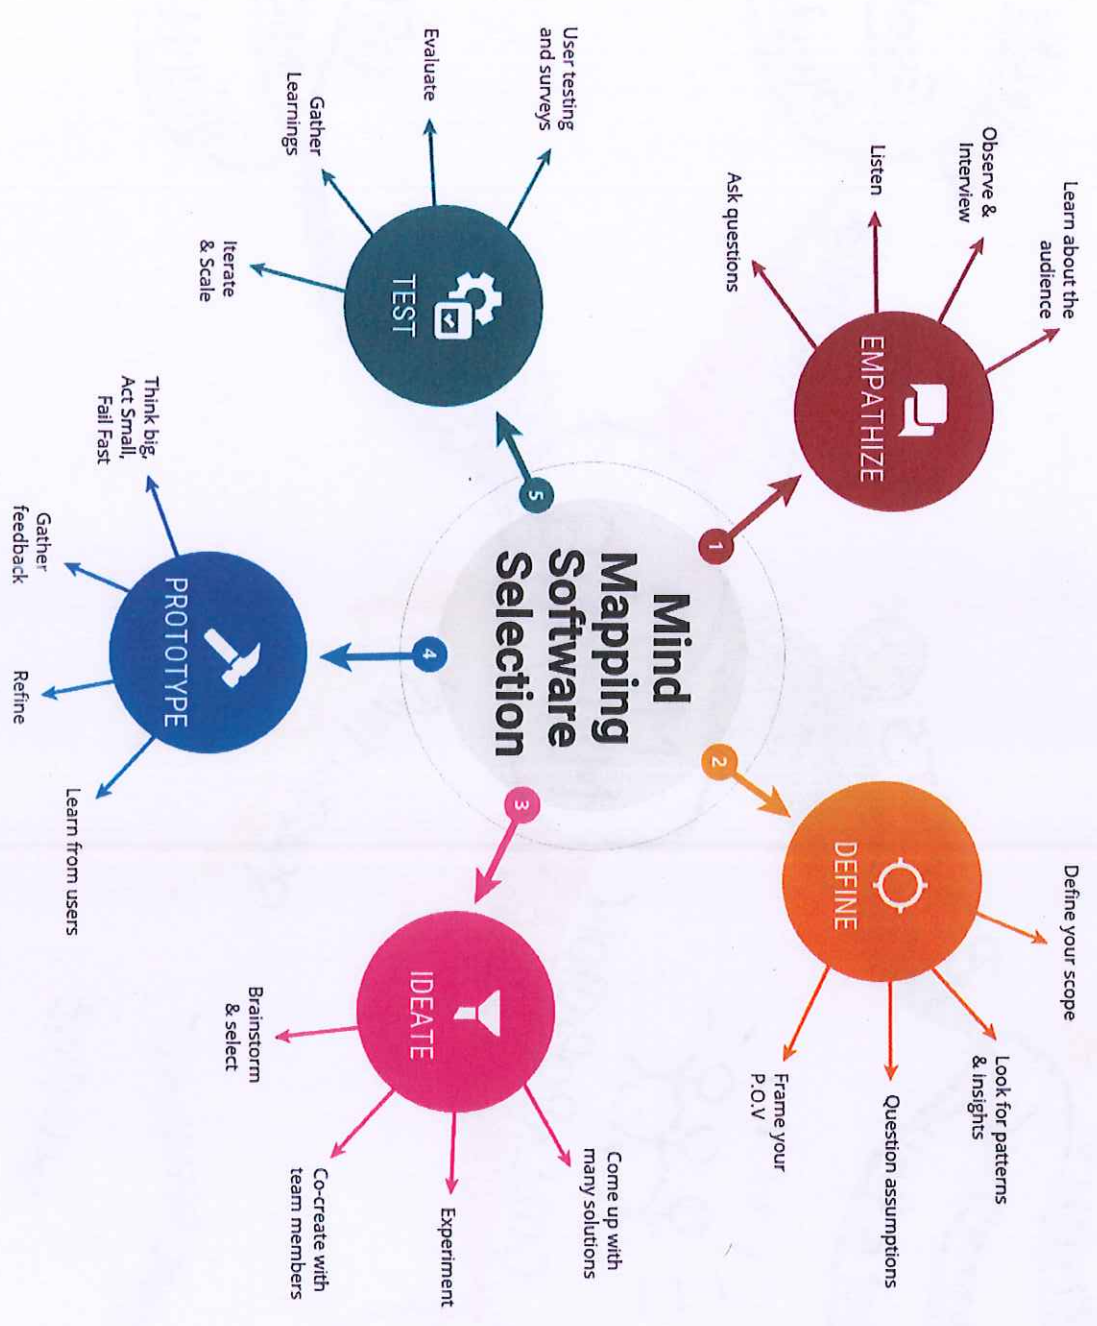 Mind
Mapping
Software
Selection
1
EMPATHIZE
Learn about the
audience
Observe &
Interview
Listen
Ask questions
2
DEFINE
Define your scope
Look for patterns
& insights
Question assumptions
Frame your
P.O.V
3
IDEATE
Come up with
many solutions
Experiment
Co-create with
team members
Brainstorm
& select
4
PROTOTYPE
Learn from users
Refine
Gather
feedback
Think big,
Act Small,
Fail Fast
5
TEST
User testing
and surveys
Evaluate
Gather
Learnings
Iterate
& Scale